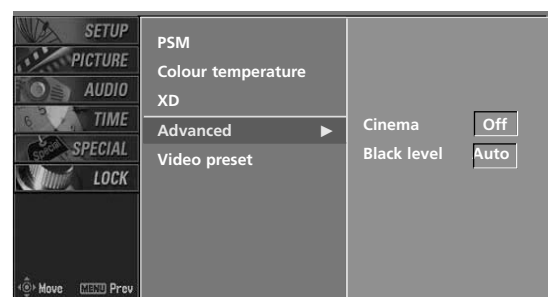 SETUP
PICTURE
AUDIO
TIME
SPECIAL
LOCK
Move MENU Prev
PSM
Colour temperature
XD
Advanced
Video preset
Cinema Off
Black level Auto